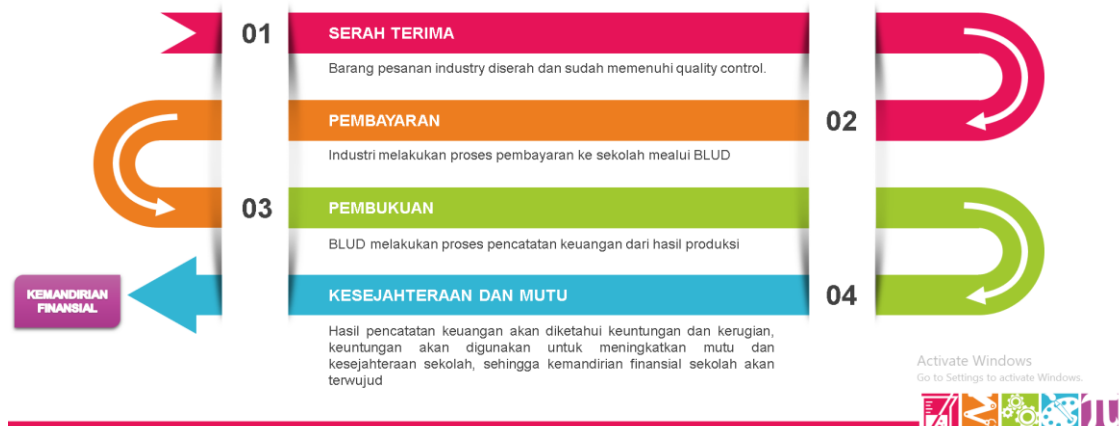 01
SERAH TERIMA
Barang pesanan industry diserah dan sudah memenuhi quality control.
PEMBAYARAN
02
Industri melakukan proses pembayaran ke sekolah mealui BLUD
03
PEMBUKUAN
BLUD melakukan proses pencatatan keuangan dari hasil produksi
KESEJAHTERAAN DAN MUTU
04
Hasil pencatatan keuangan akan diketahui keuntungan dan kerugian,
keuntungan akan digunakan untuk meningkatkan mutu dan
kesejahteraan sekolah, sehingga kemandirian finansial sekolah akan
terwujud
KEMANDIRIAN
FINANSIAL
Activate Windows
Go to Settings to activate Windows.